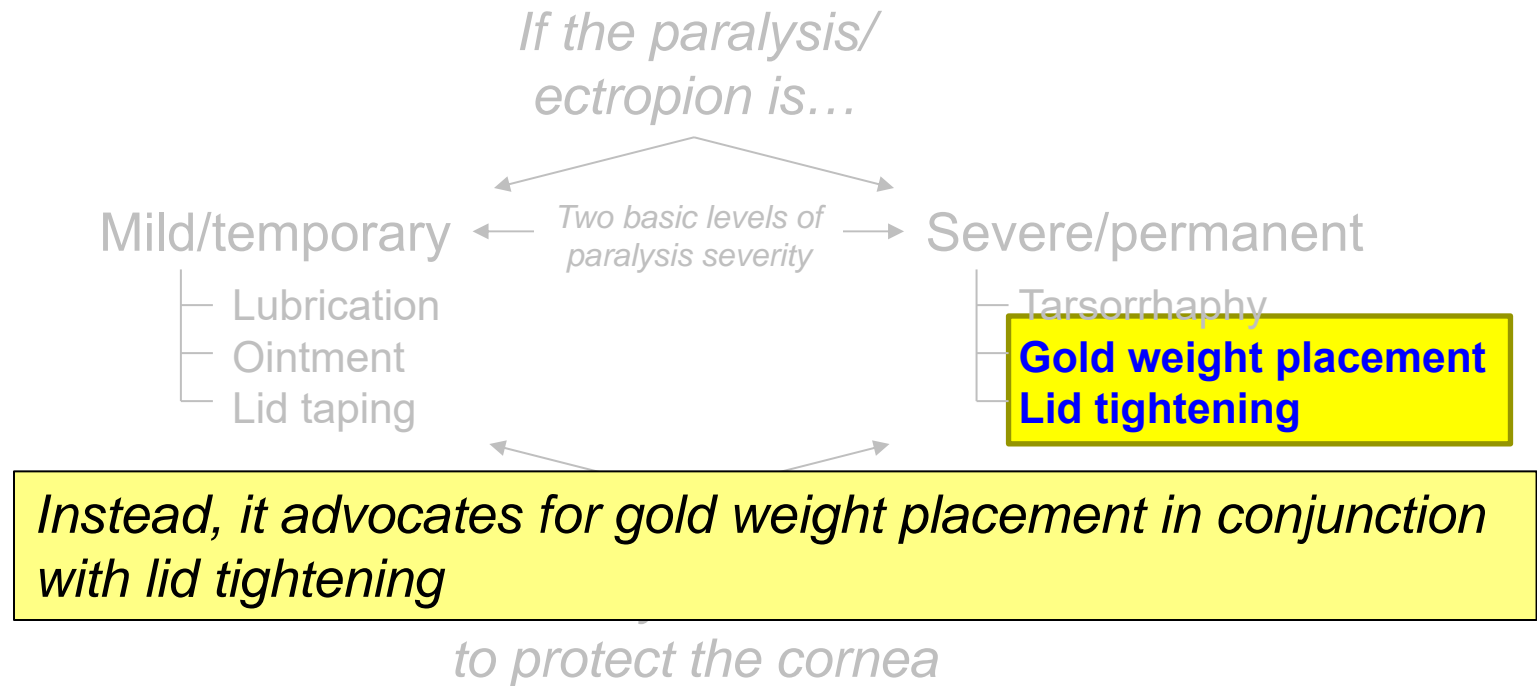 If the paralysis/
ectropion is…
Two basic levels of
paralysis severity
Mild/temporary
Severe/permanent
Lubrication
Ointment
Lid taping
Tarsorrhaphy
Gold weight placement
Lid tightening
Instead, it advocates for gold weight placement in conjunction
with lid tightening
to protect the cornea